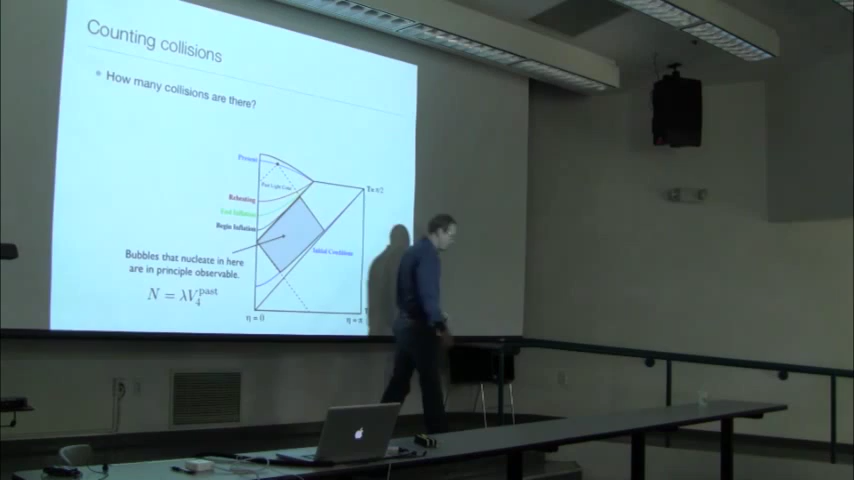 Counting collisions
How many collisions are there?
Present
Past Light Cone
Reheating
End Inflation
Begin Inflation
T= π/2
Initial Conditions
Bubbles that nucleate in here
are in principle observable.
N = λV₄^past
η = 0
η = π